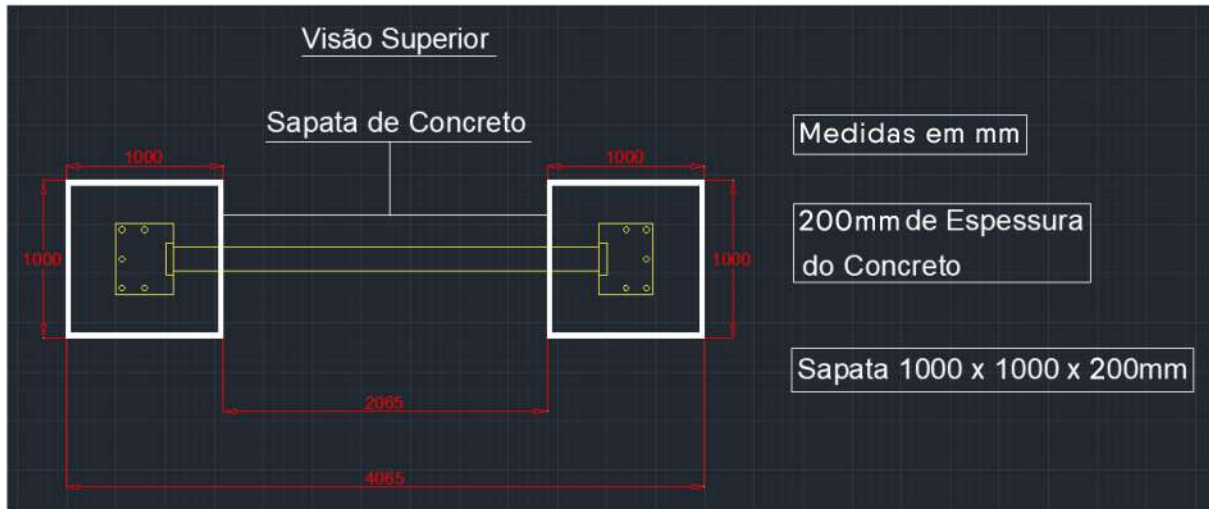 Visão Superior
Sapata de Concreto
Medidas em mm
1000
1000
200mm de Espessura
do Concreto
1000
1000
Sapata 1000 x 1000 x 200mm
2065
4065